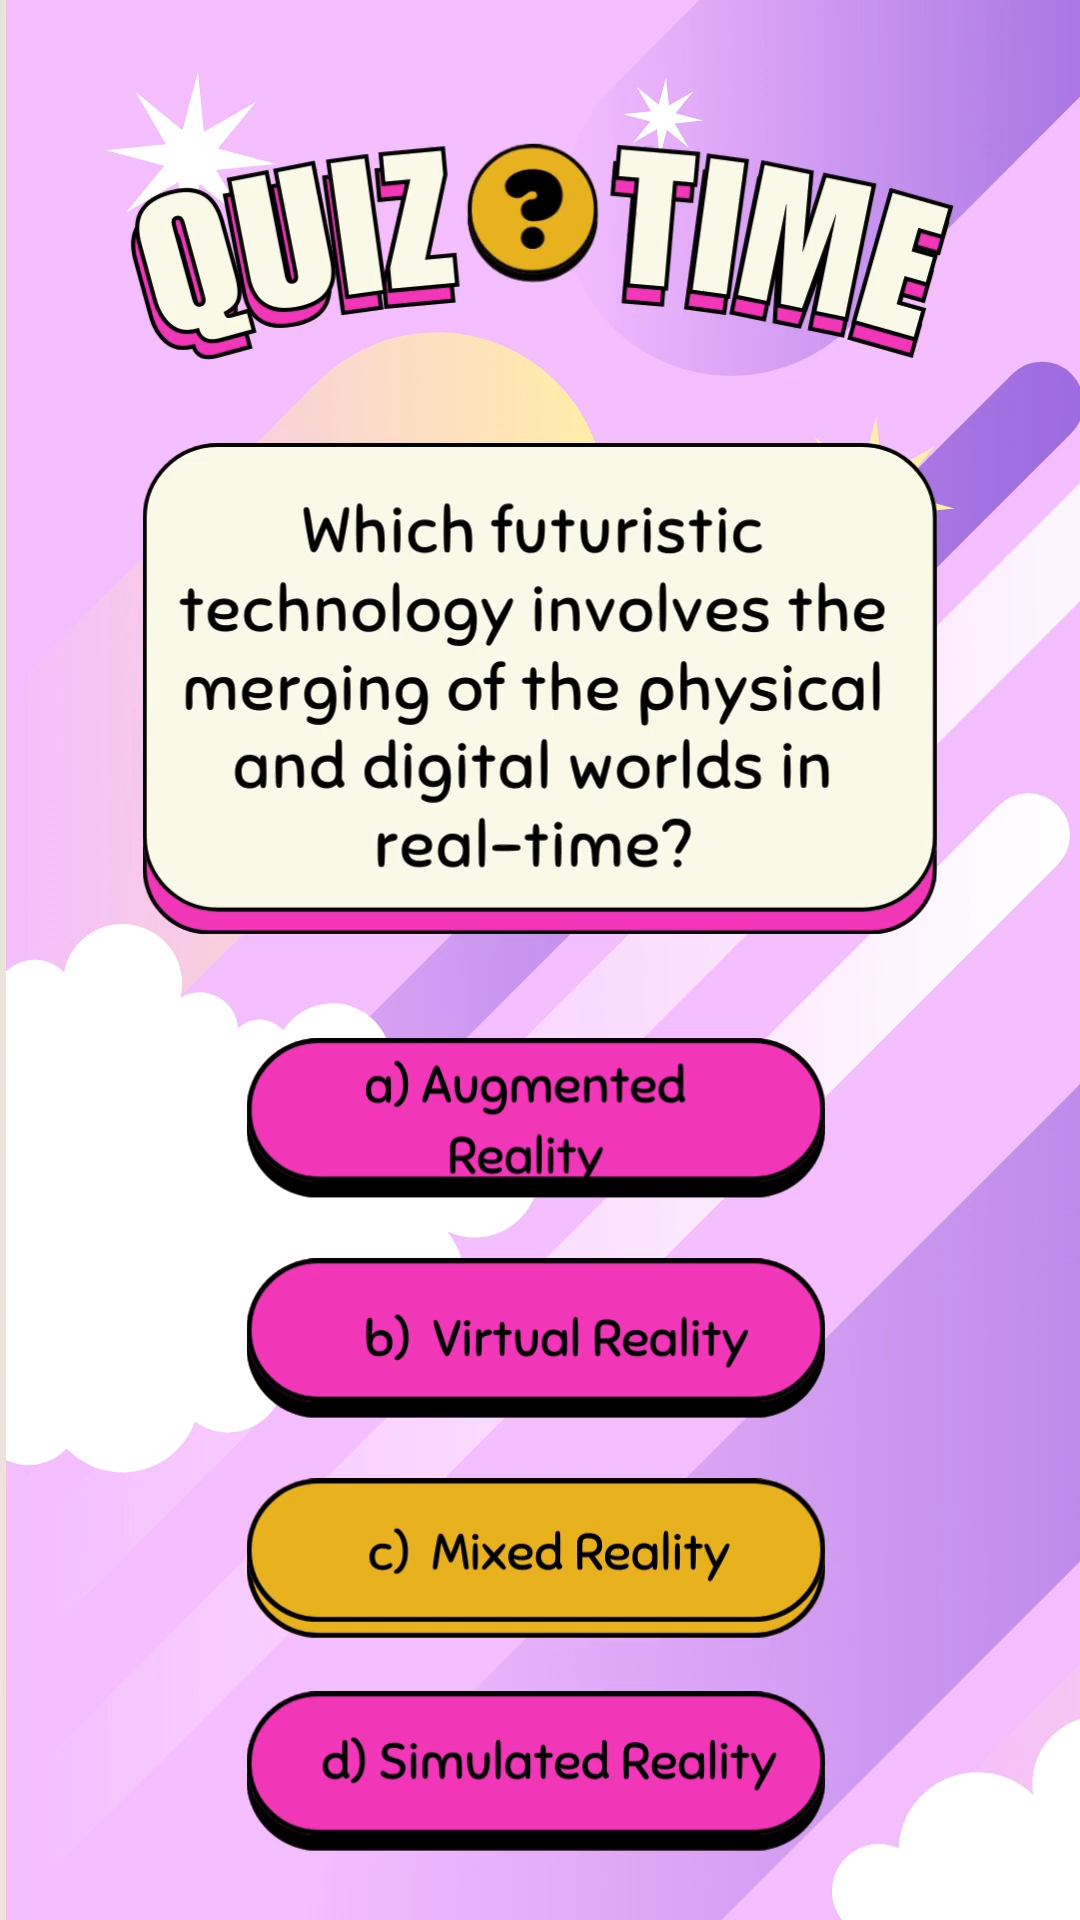 QUIZ ? TIME
Which futuristic
technology involves the
merging of the physical
and digital worlds in
real-time?
a) Augmented
Reality
b) Virtual Reality
c) Mixed Reality
d) Simulated Reality